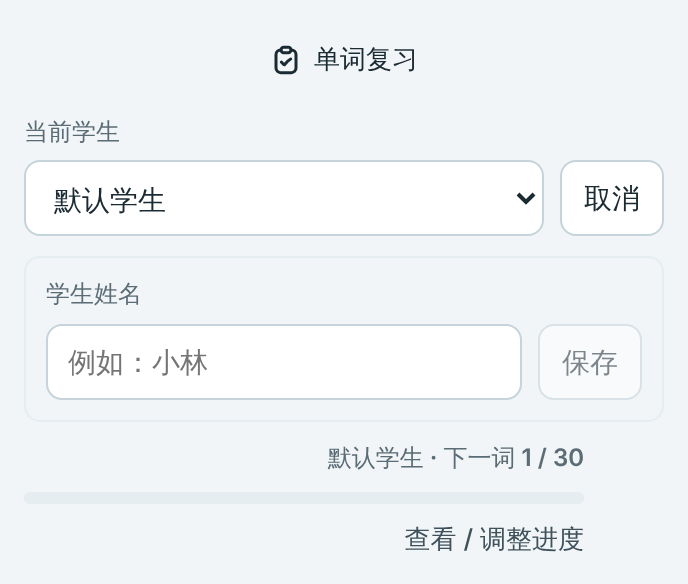 单词复习
当前学生
默认学生
取消
学生姓名
例如：小林
保存
默认学生 · 下一词 1 / 30
查看 / 调整进度